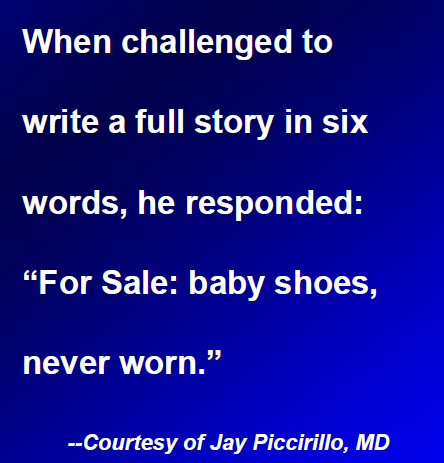 When challenged to
write a full story in six
words, he responded:
“For Sale: baby shoes,
never worn.”
--Courtesy of Jay Piccirillo, MD